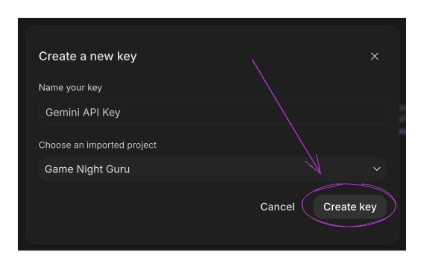 Create a new key
Name your key
Gemini API Key
Choose an imported project
Game Night Guru
Cancel
Create key